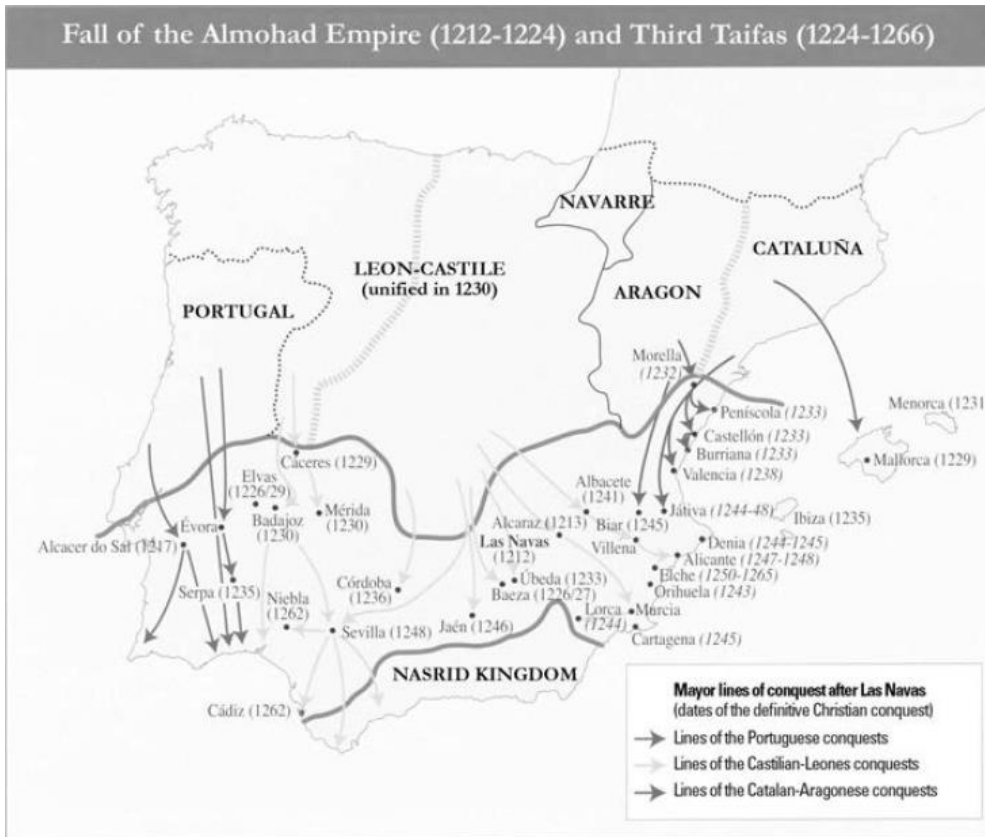 Fall of the Almohad Empire (1212-1224) and Third Taifas (1224-1266)
NAVARRE
CATALUÑA
LEON-CASTILE
(unified in 1230)
ARAGON
PORTUGAL
Morella
(1232)
Peníscola (1233)
Menorca (1231
Castellón (1233)
Burriana (1233)
Mallorca (1229)
Cáceres (1229)
Valencia (1238)
Elvas
(1226/29)
Albacete
(1241)
Badajoz
(1230)
Mérida
(1230)
Játiva (1244-48)
Ibiza (1235)
Évora
Alcaraz (1213)
Biar (1245)
Las Navas
(1212)
Alcacer do Sal (1217)
Villena
Denia (1244-1245)
Alicante (1247-1248)
Serpa (1235)
Córdoba
(1236)
Úbeda (1233)
Baeza (1226/27)
Elche (1250-1265)
Orihuela (1243)
Niebla
(1262)
Sevilla (1248)
Jaén (1246)
Lorca
(1244)
Murcia
Cartagena (1245)
NASRID KINGDOM
Cádiz (1262)
Mayor lines of conquest after Las Navas
(dates of the definitive Christian conquest)
Lines of the Portuguese conquests
Lines of the Castilian-Leones conquests
Lines of the Catalan-Aragonese conquests